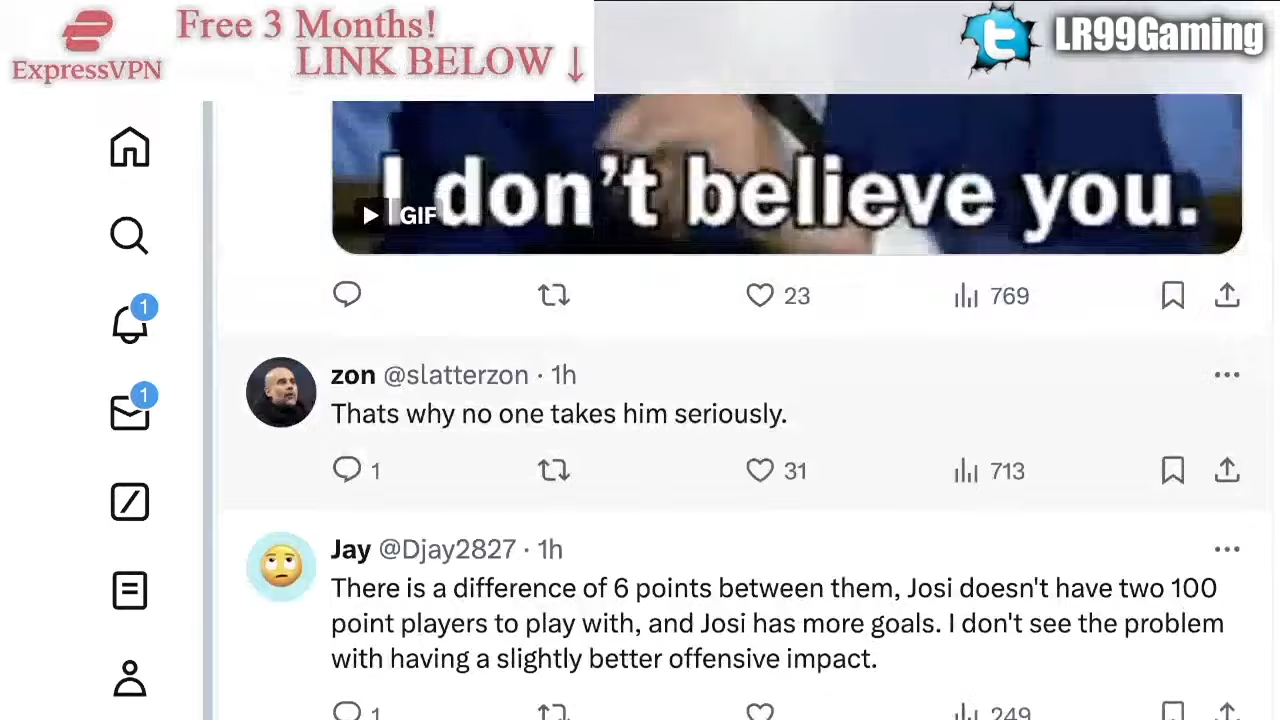 Free 3 Months!
LINK BELOW ↓
ExpressVPN
LR99Gaming
I don't believe you.
GIF
23
769
1
zon @slatterzon · 1h
Thats why no one takes him seriously.
1
1
31
713
Jay @Djay2827 · 1h
There is a difference of 6 points between them, Josi doesn't have two 100
point players to play with, and Josi has more goals. I don't see the problem
with having a slightly better offensive impact.
1
249